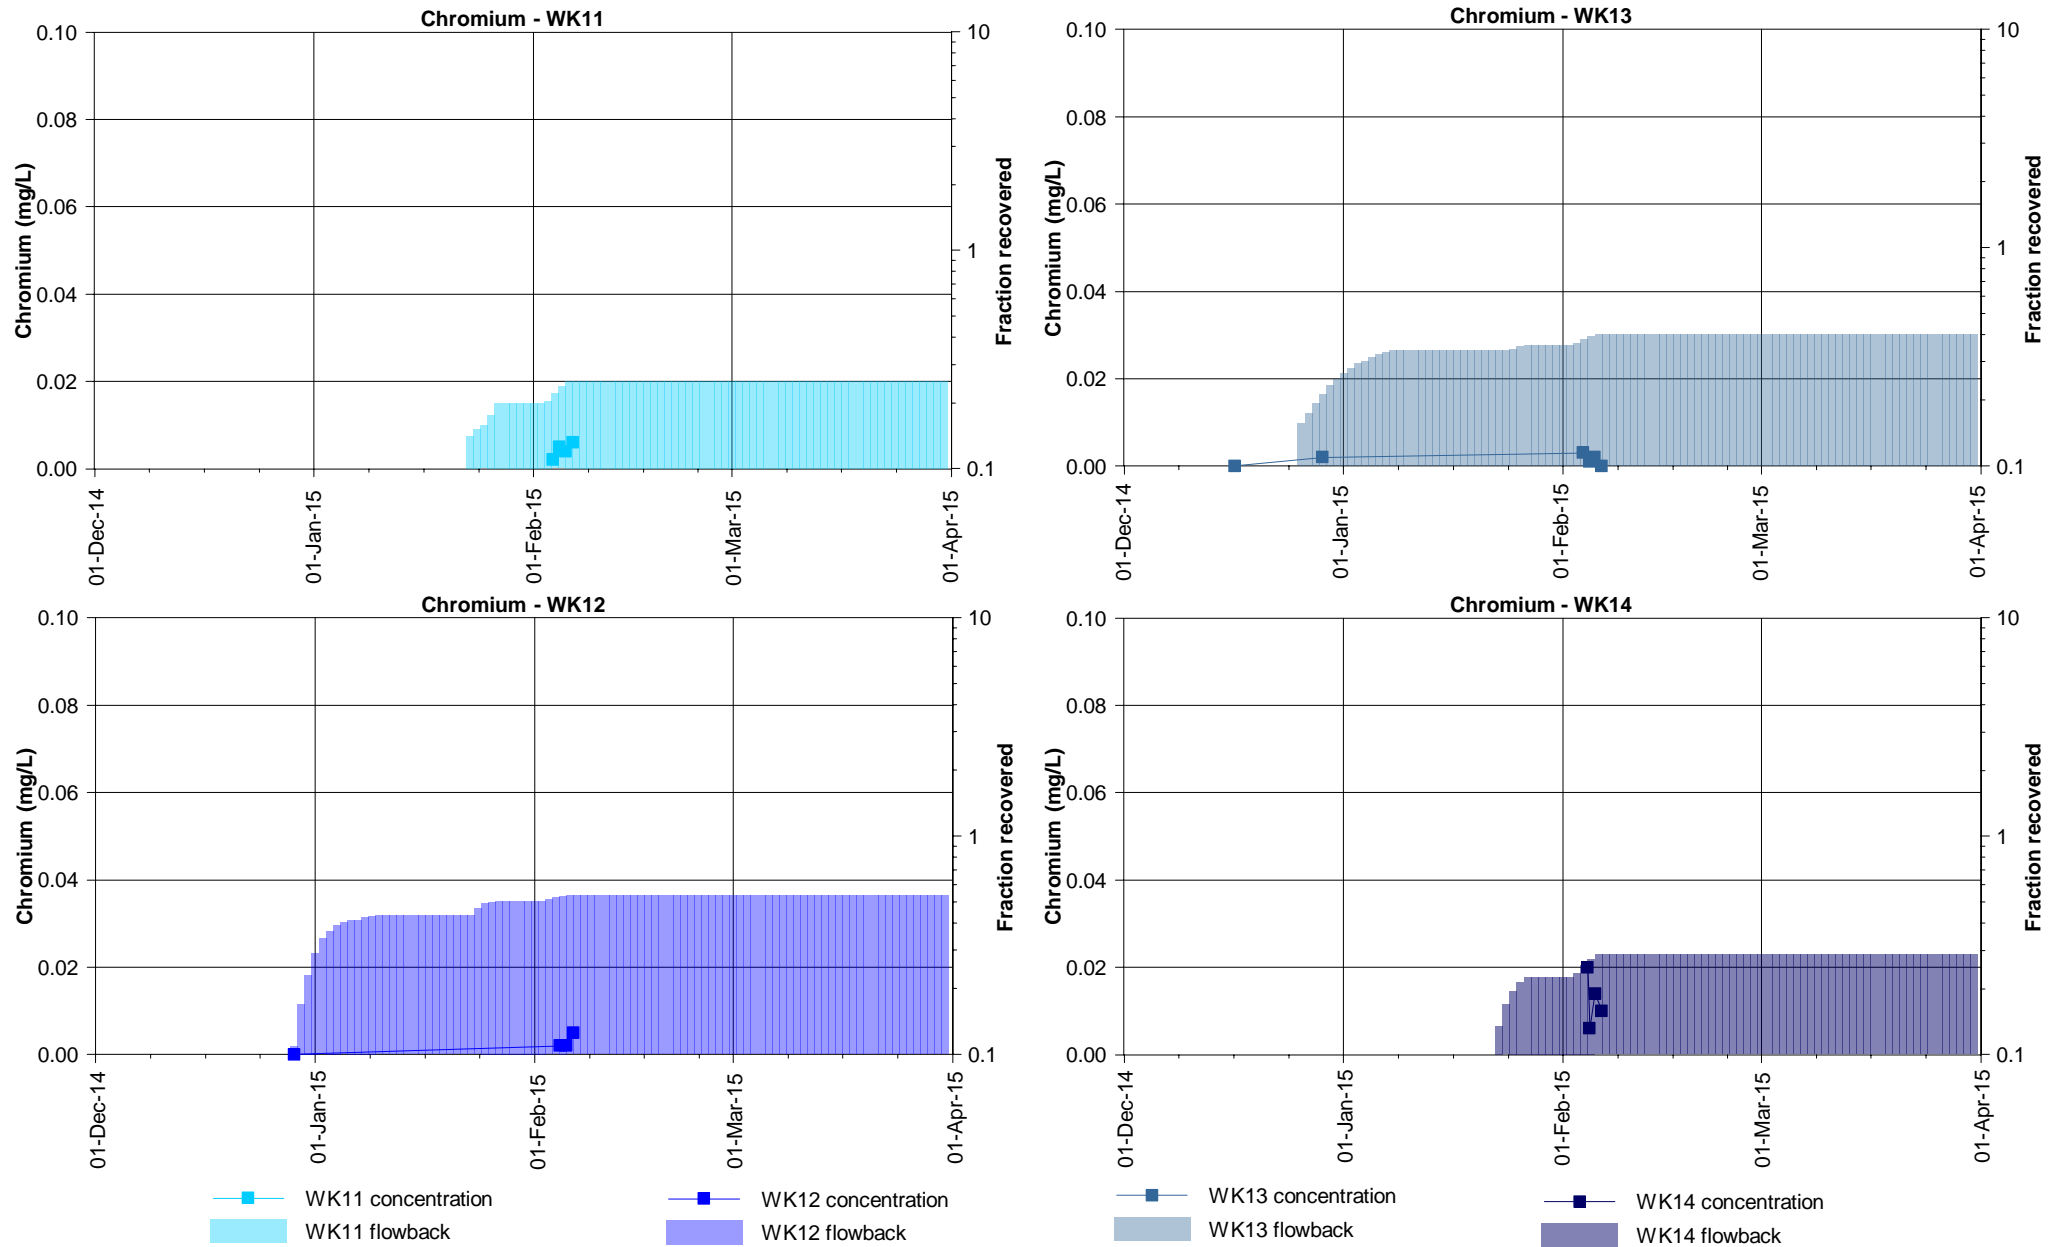 Chromium - WK11
0.10
0.08
0.06
0.04
0.02
0.00
Chromium (mg/L)
10
1
0.1
Fraction recovered
01-Dec-14
01-Jan-15
01-Feb-15
01-Mar-15
01-Apr-15
Chromium - WK13
0.10
0.08
0.06
0.04
0.02
0.00
Chromium (mg/L)
10
1
0.1
Fraction recovered
01-Dec-14
01-Jan-15
01-Feb-15
01-Mar-15
01-Apr-15
Chromium - WK12
0.10
0.08
0.06
0.04
0.02
0.00
Chromium (mg/L)
10
1
0.1
Fraction recovered
01-Dec-14
01-Jan-15
01-Feb-15
01-Mar-15
01-Apr-15
Chromium - WK14
0.10
0.08
0.06
0.04
0.02
0.00
Chromium (mg/L)
10
1
0.1
Fraction recovered
01-Dec-14
01-Jan-15
01-Feb-15
01-Mar-15
01-Apr-15
WK11 concentration
WK11 flowback
WK12 concentration
WK12 flowback
WK13 concentration
WK13 flowback
WK14 concentration
WK14 flowback